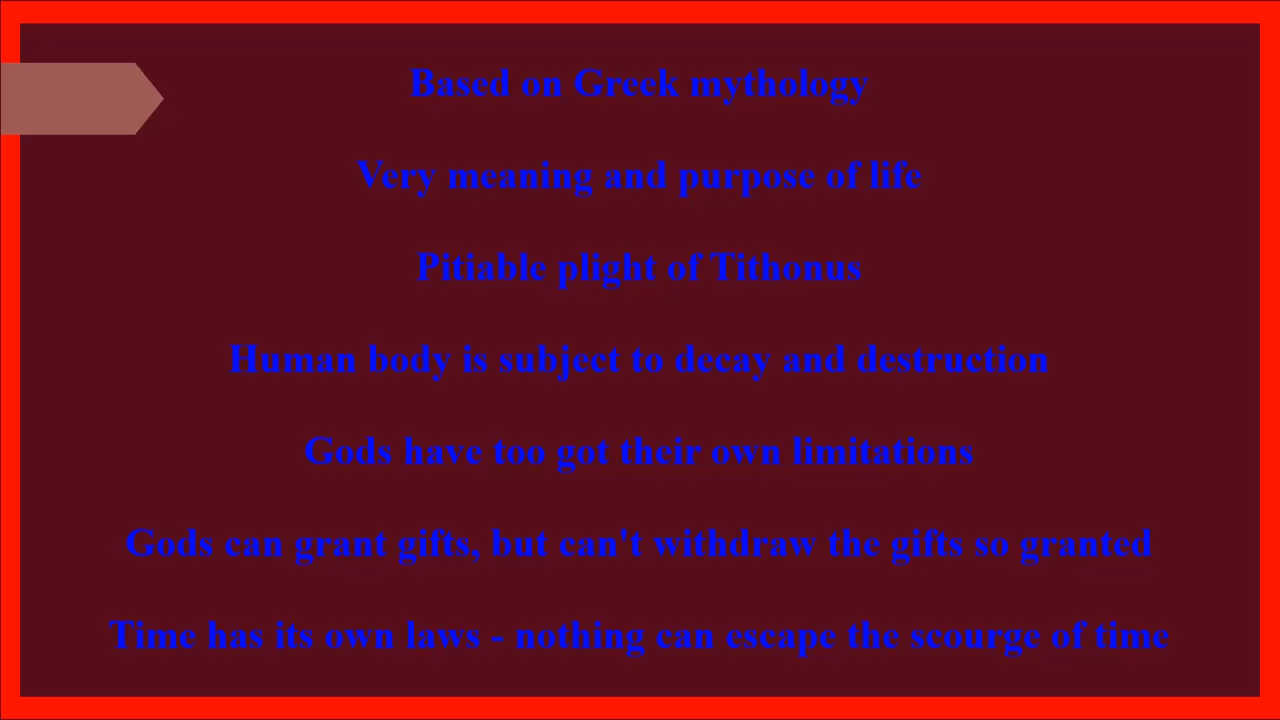 Based on Greek mythology
Very meaning and purpose of life
Pitiable plight of Tithonus
Human body is subject to decay and destruction
Gods have too got their own limitations
Gods can grant gifts, but can't withdraw the gifts so granted
Time has its own laws - nothing can escape the scourge of time